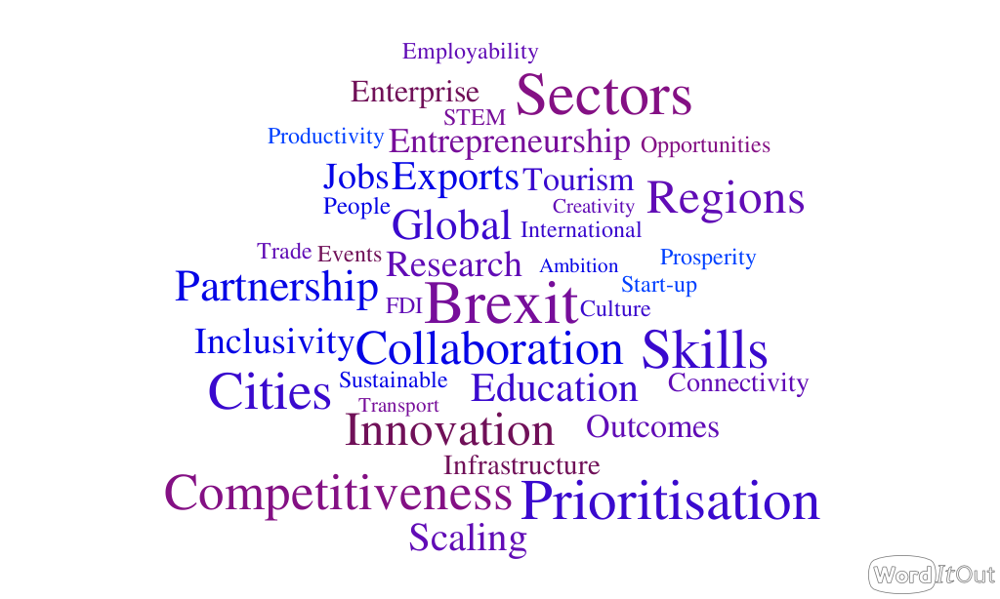 Employability
Enterprise Sectors
STEM
Productivity Entrepreneurship Opportunities
Jobs Exports Tourism Regions
People Global Creativity
International
Trade Events Research Ambition Prosperity
Partnership FDI Brexit Culture Start-up
Inclusivity Collaboration Skills
Cities Sustainable Education Connectivity
Transport
Innovation Outcomes
Infrastructure
Competitiveness Prioritisation
Scaling
WordItOut